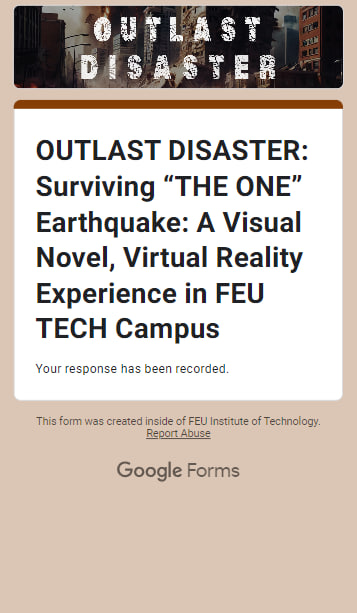 OUTLAST
DISASTER
OUTLAST DISASTER:
Surviving “THE ONE”
Earthquake: A Visual
Novel, Virtual Reality
Experience in FEU
TECH Campus
Your response has been recorded.
This form was created inside of FEU Institute of Technology.
Report Abuse
Google Forms